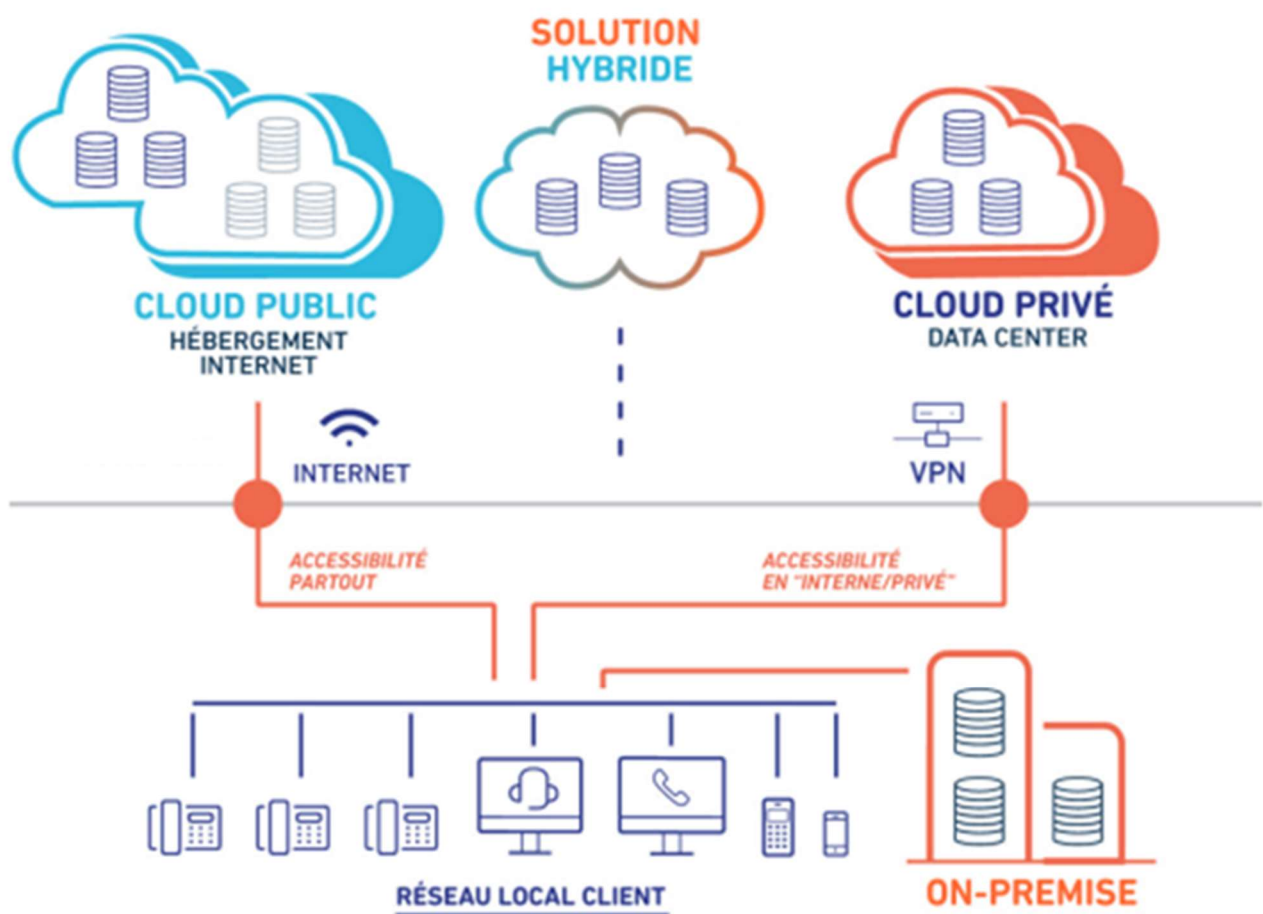 SOLUTION
HYBRIDE
CLOUD PUBLIC
HÉBERGEMENT
INTERNET
CLOUD PRIVÉ
DATA CENTER
INTERNET
VPN
ACCESSIBILITÉ
PARTOUT
ACCESSIBILITÉ
EN "INTERNE/PRIVÉ"
RÉSEAU LOCAL CLIENT
ON-PREMISE